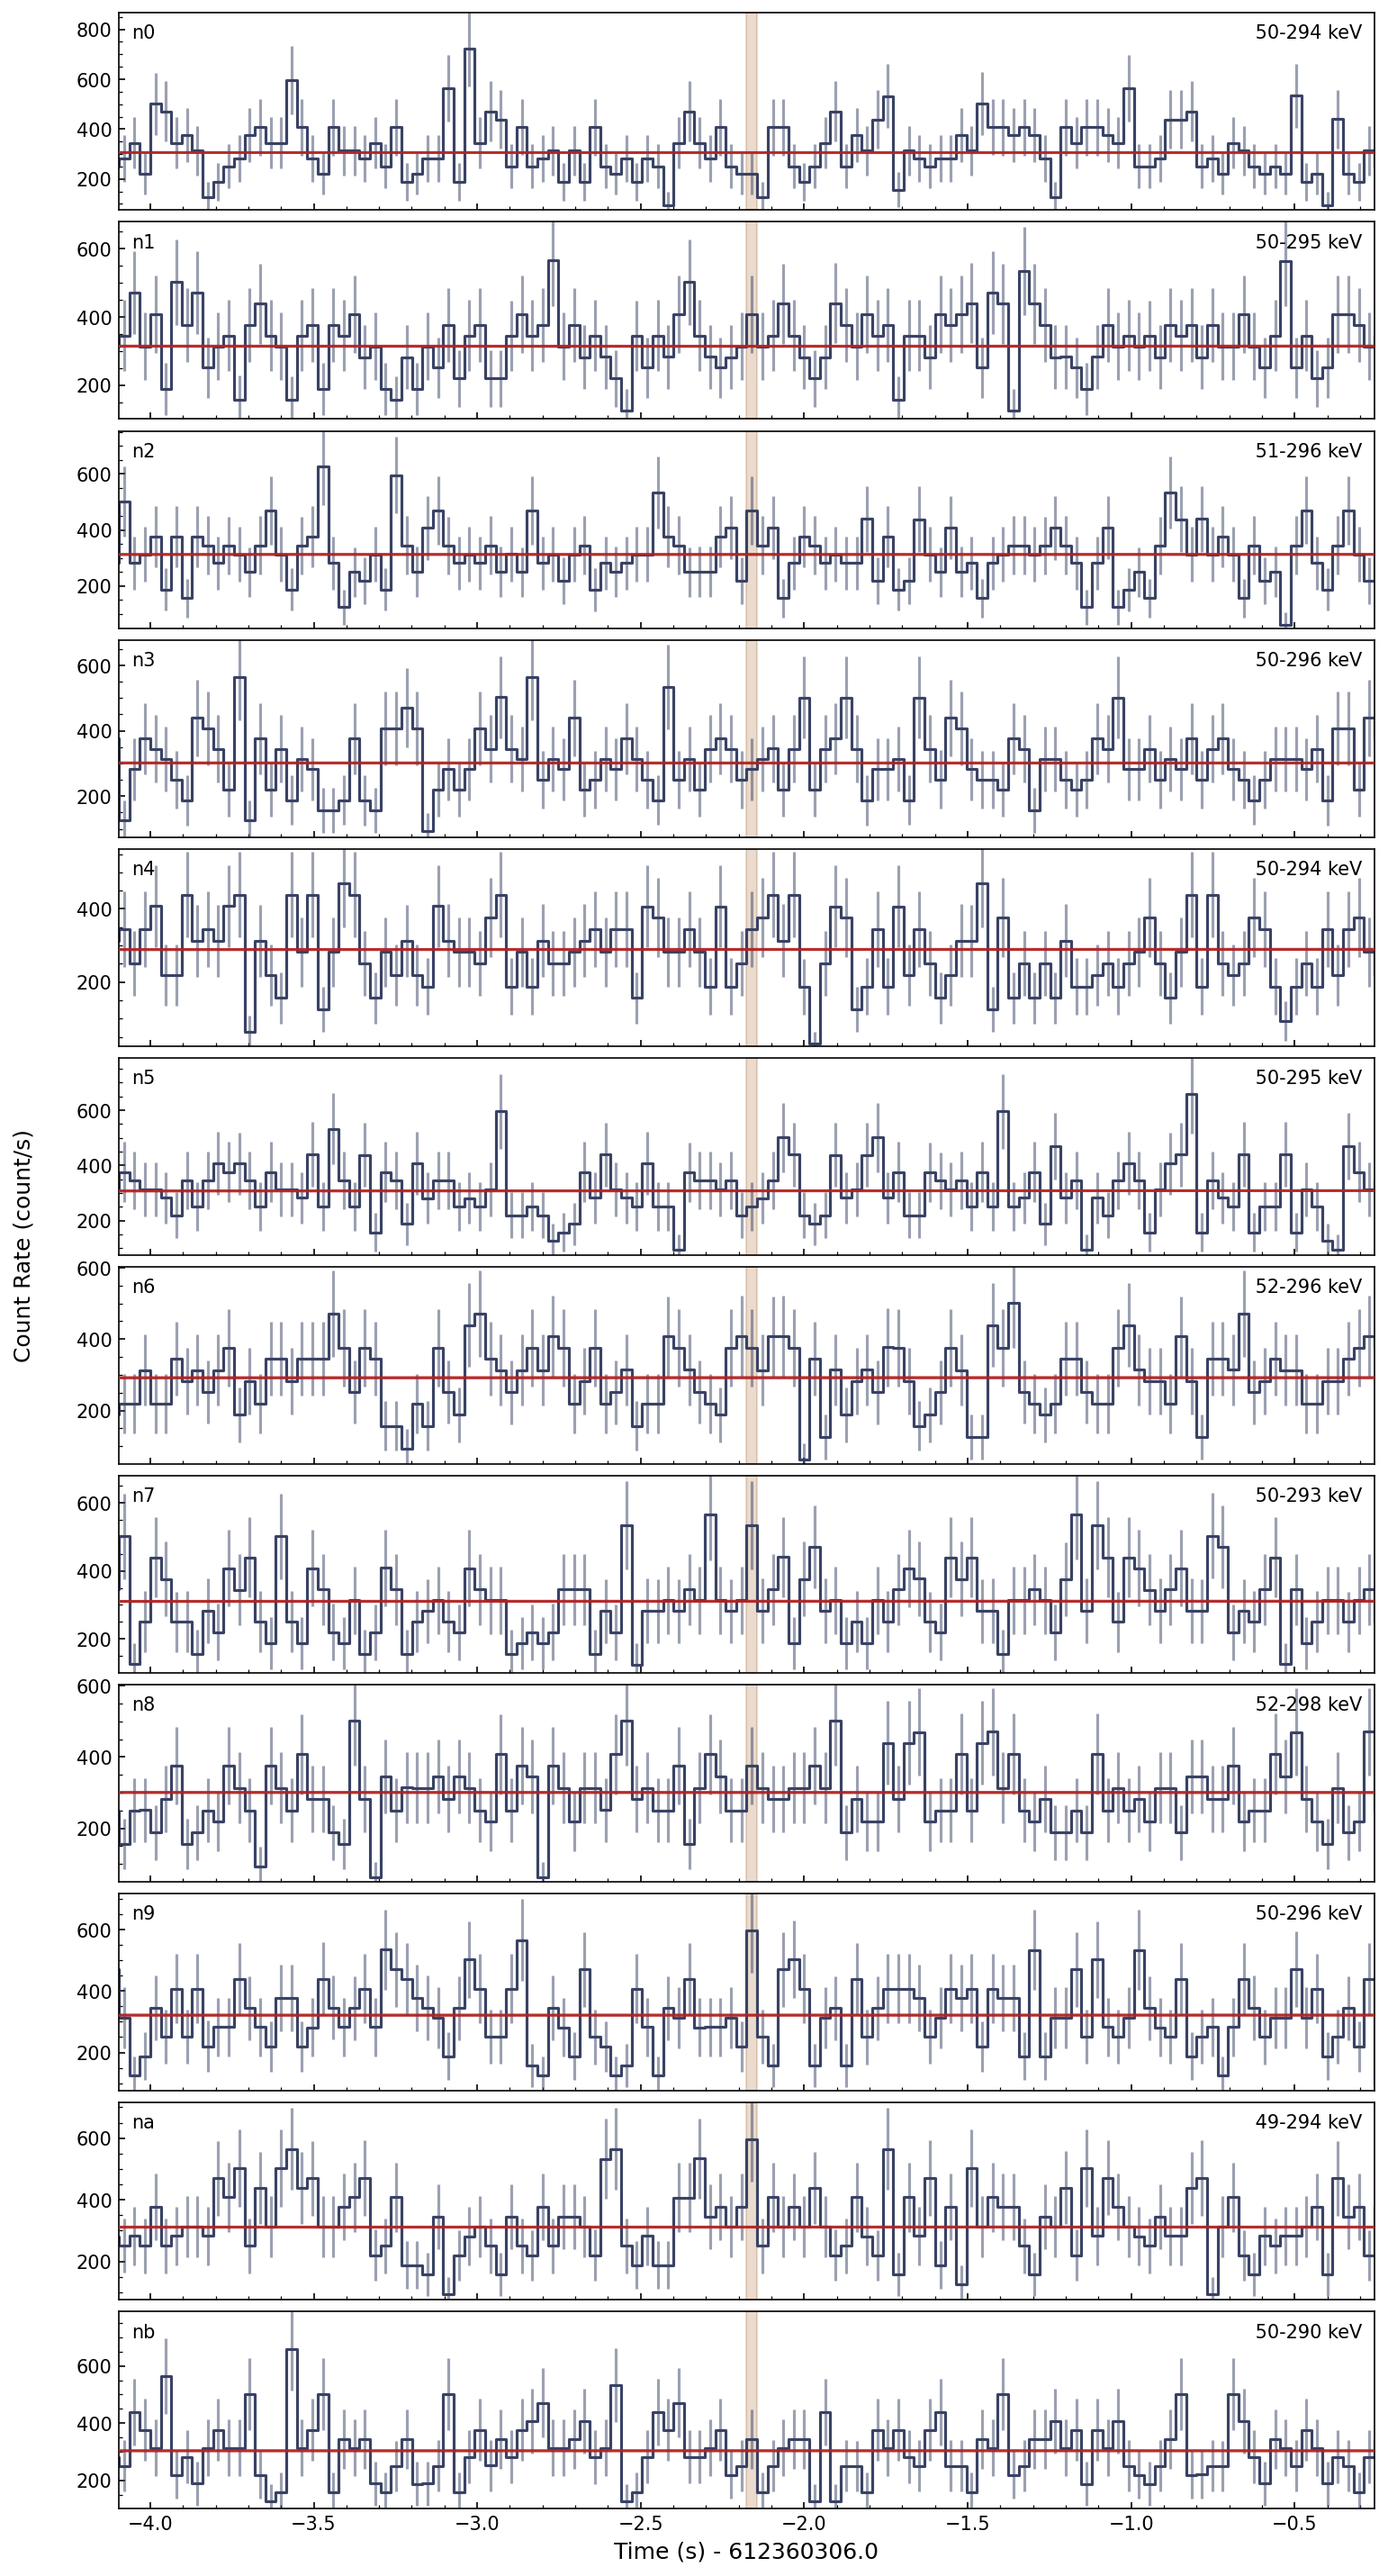 n0 50-294 keV
800
600
400
200
n1 50-295 keV
600
400
200
n2 51-296 keV
600
400
200
n3 50-296 keV
600
400
200
n4 50-294 keV
400
200
n5 50-295 keV
600
400
200
Count Rate (count/s)
n6 52-296 keV
600
400
200
n7 50-293 keV
600
400
200
n8 52-298 keV
600
400
200
n9 50-296 keV
600
400
200
na 49-294 keV
600
400
200
nb 50-290 keV
600
400
200
−4.0 −3.5 −3.0 −2.5 −2.0 −1.5 −1.0 −0.5
Time (s) - 612360306.0